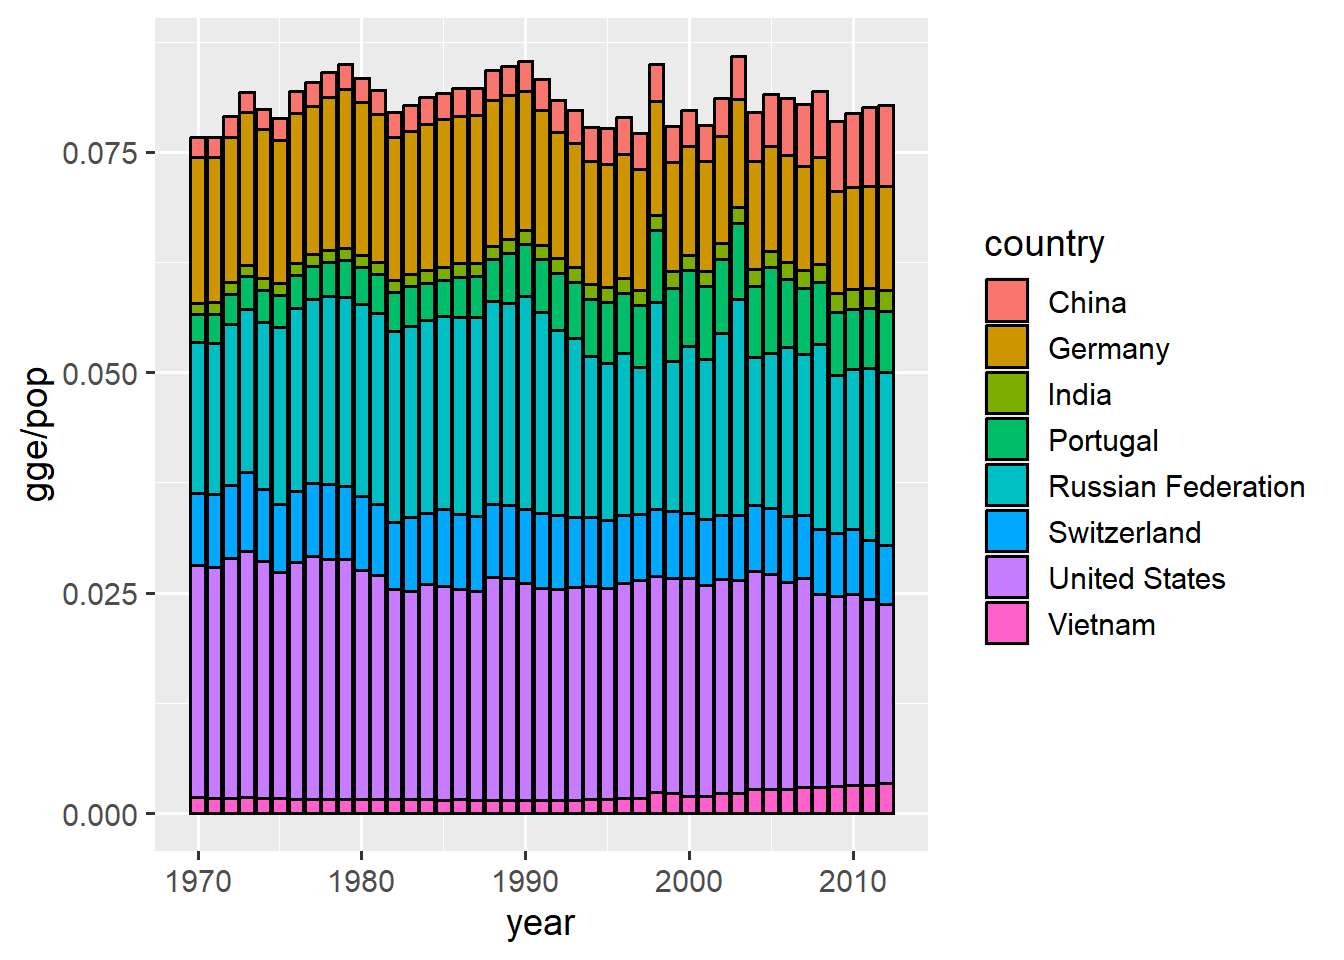 0.075
0.050
0.025
0.000
gge/pop
1970 1980 1990 2000 2010
year
country
China
Germany
India
Portugal
Russian Federation
Switzerland
United States
Vietnam